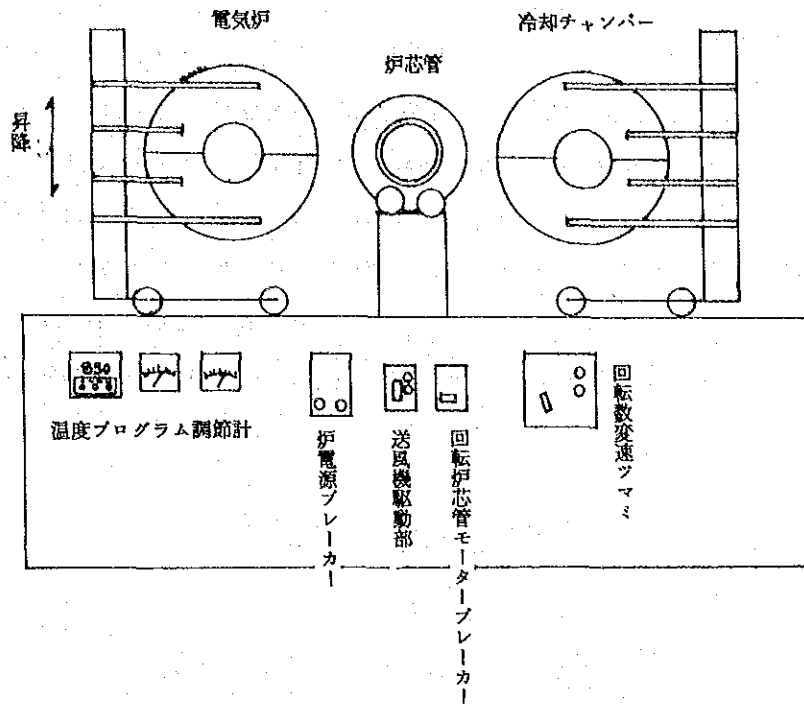 電気炉
冷却チャンバー
炉芯管
昇降
850
温度プログラム調節計
炉電源ブレーカー
送風機駆動部
回転炉芯管モーターブレーカー
回転数変速ツマミ